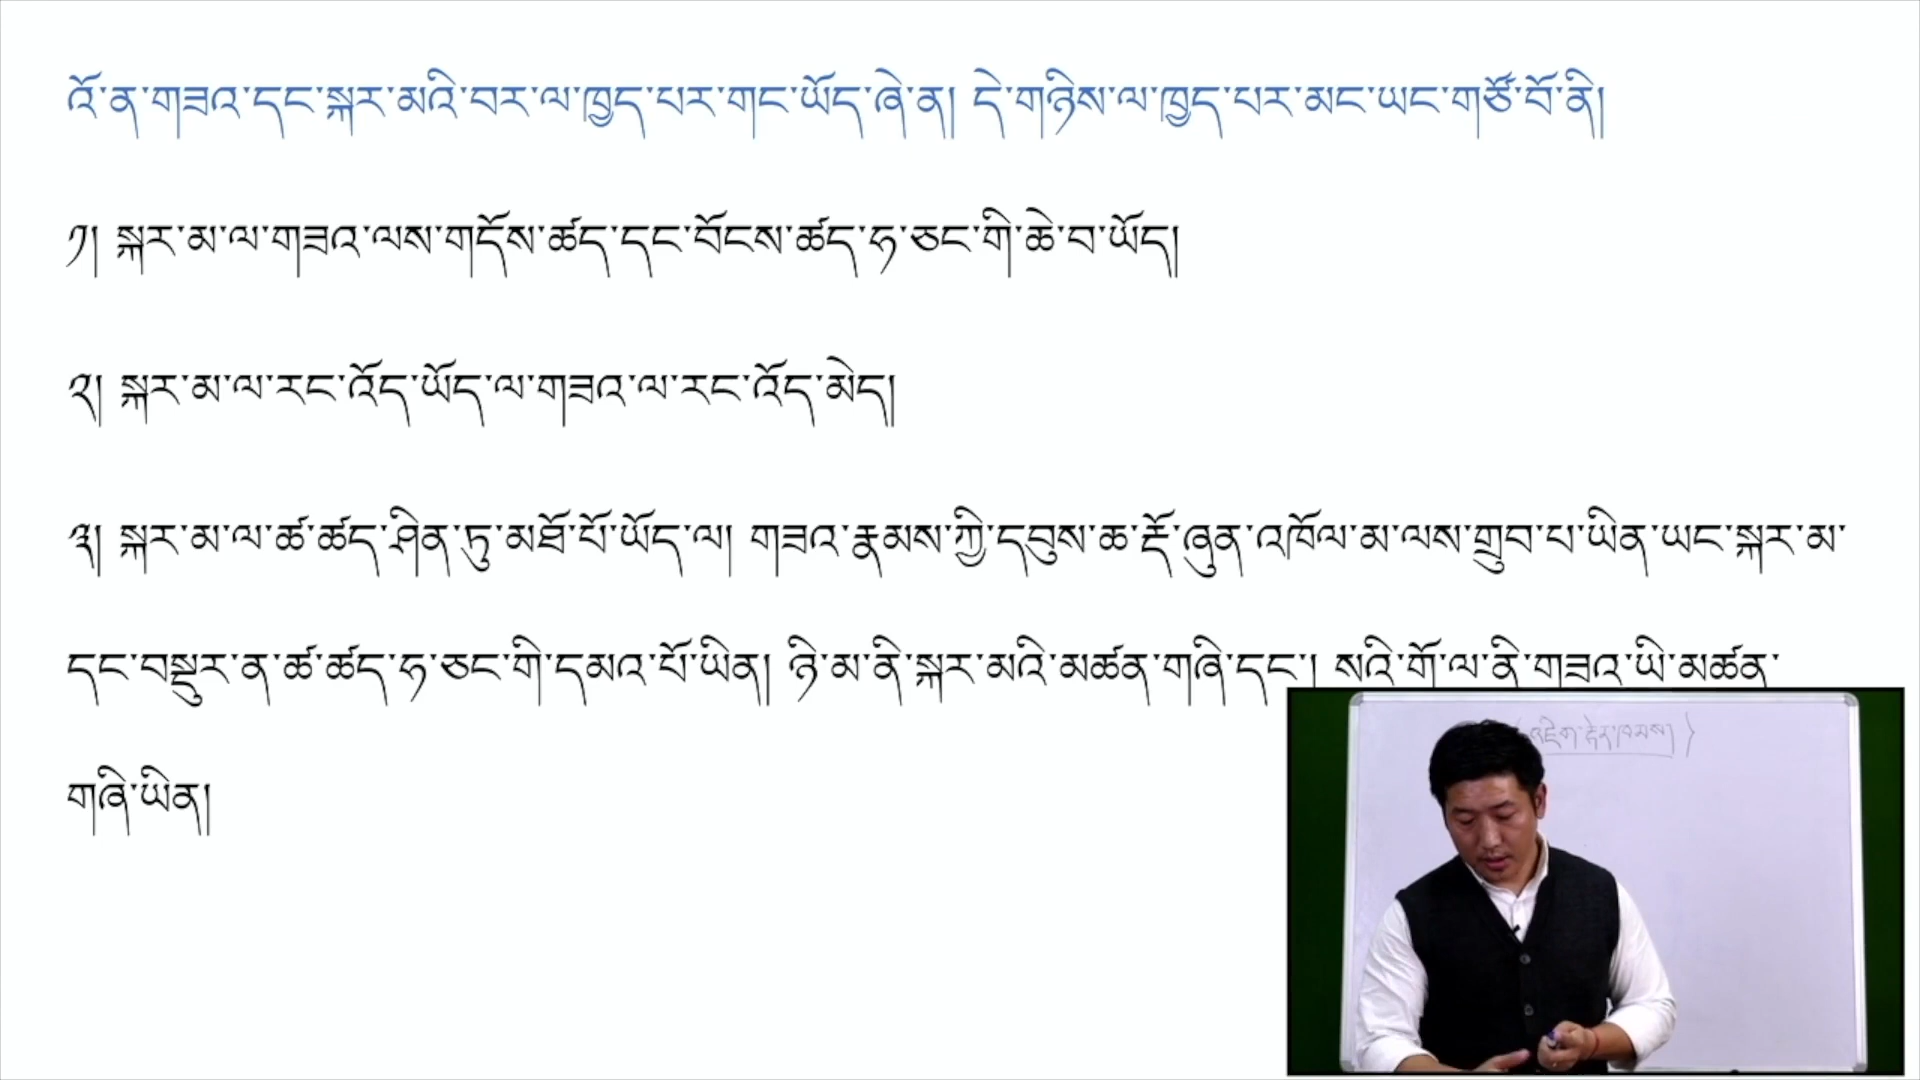 འོ་ན་གཟའ་དང་སྐར་མའི་བར་ལ་ཁྱད་པར་གང་ཡོད་ཞེ་ན། དེ་གཉིས་ལ་ཁྱད་པར་མང་ཡང་གཙོ་བོ་ནི།
༡། སྐར་མ་ལ་གཟའ་ལས་གདོས་ཚད་དང་བོངས་ཚད་ཧ་ཅང་གི་ཆེ་བ་ཡོད།
༢། སྐར་མ་ལ་རང་འོད་ཡོད་ལ་གཟའ་ལ་རང་འོད་མེད།
༣། སྐར་མ་ལ་ཚ་ཚད་ཤིན་ཏུ་མཐོ་པོ་ཡོད་ལ། གཟའ་རྣམས་ཀྱི་དབུས་ཆ་རྡོ་ཞུན་འཁོལ་མ་ལས་གྲུབ་པ་ཡིན་ཡང་སྐར་མ་
དང་བསྡུར་ན་ཚ་ཚད་ཧ་ཅང་གི་དམའ་པོ་ཡིན། ཉི་མ་ནི་སྐར་མའི་མཚན་གཞི་དང་། སའི་གོ་ལ་ནི་གཟའ་ཡི་མཚན་
གཞི་ཡིན།